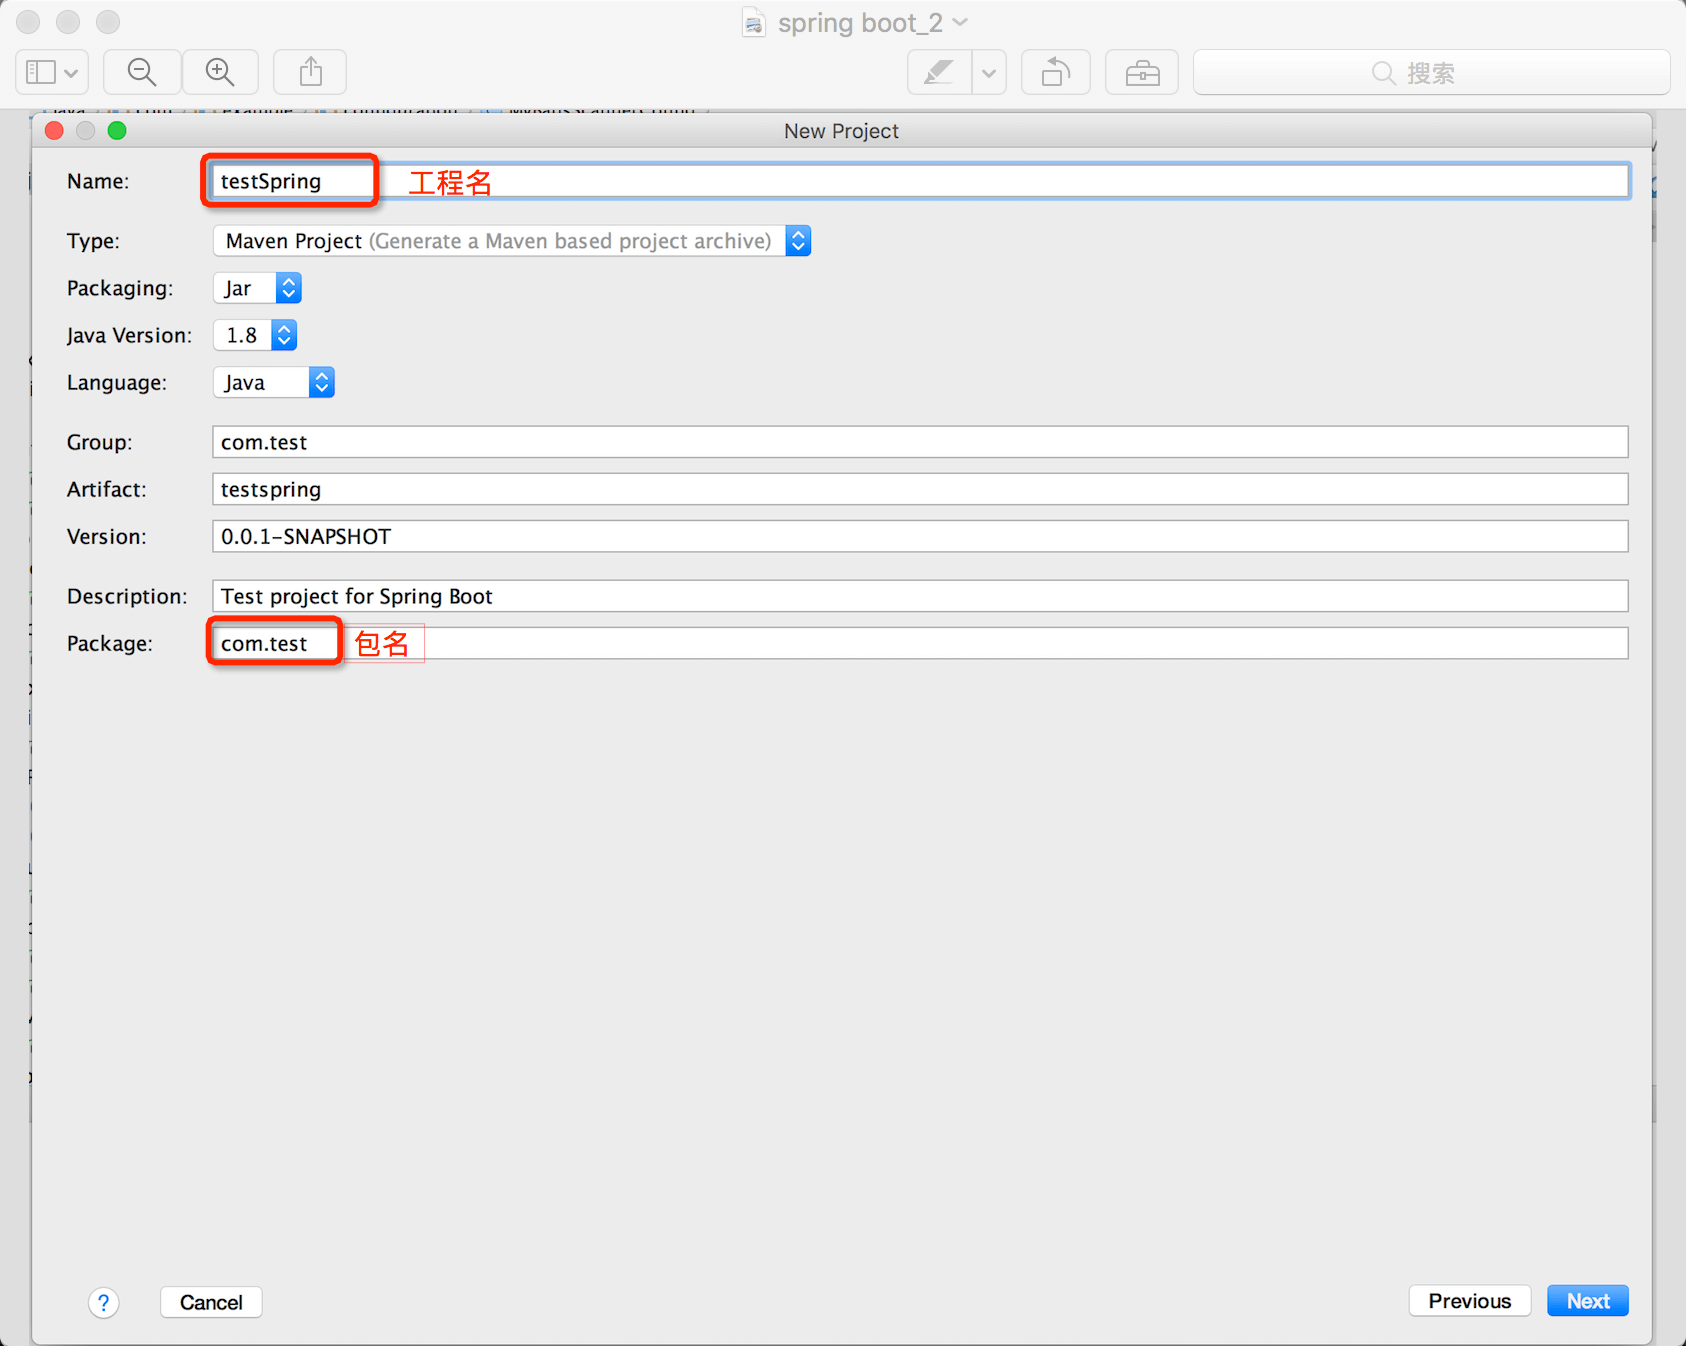 spring boot_2
搜索
New Project
Name: testSpring 工程名
Type: Maven Project (Generate a Maven based project archive)
Packaging: Jar
Java Version: 1.8
Language: Java
Group: com.test
Artifact: testspring
Version: 0.0.1-SNAPSHOT
Description: Test project for Spring Boot
Package: com.test 包名
? Cancel Previous Next